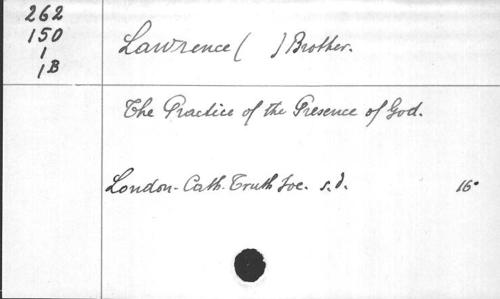 262
150
1
1B
Lawrence ( ) Brother.
The Practice of the Presence of God.
London - Cath. Truth Soc. s.d. 16°